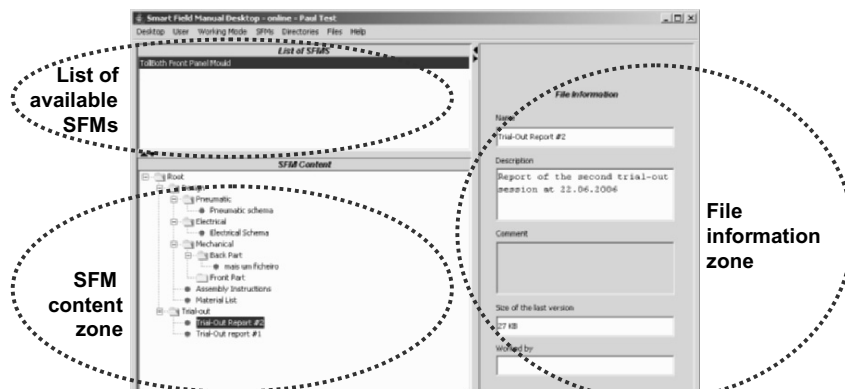 Smart Field Manual Desktop - online - Paul Test
Desktop User Working Mode SFMs Directories Files Help
List of SFMS
TollBoth Front Panel Mould
List of
available
SFMs
SFM Content
Root
Design
Pneumatic
Pneumatic schema
Electrical
Electrical Schema
Mechanical
Back Part
mais um ficheiro
Front Part
Assembly Instructions
Material List
Trial-out
Trial-Out Report #2
Trial-Out report #1
SFM
content
zone
File Information
Name
Trial-Out Report #2
Description
Report of the second trial-out
session at 22.06.2006
Comment
Size of the last version
27 KB
Worked by
File
information
zone